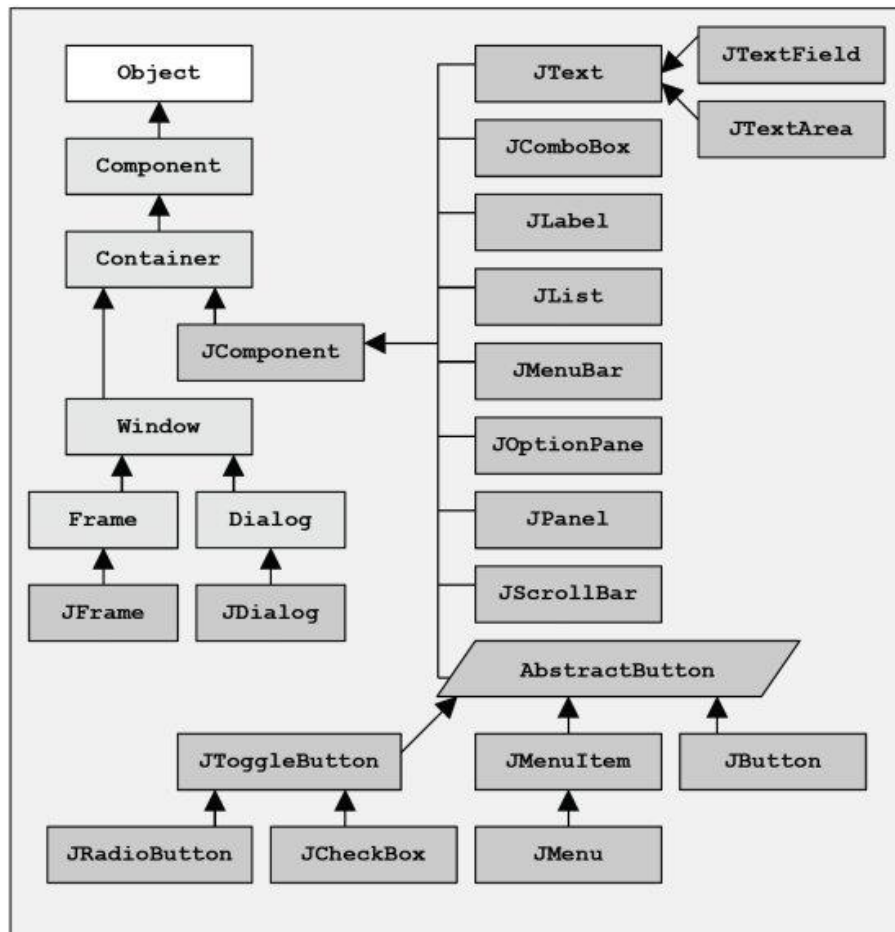 Object
Component
Container
JComponent
Window
Frame
Dialog
JFrame
JDialog
JText
JTextField
JTextArea
JComboBox
JLabel
JList
JMenuBar
JOptionPane
JPanel
JScrollBar
AbstractButton
JToggleButton
JMenuItem
JButton
JRadioButton
JCheckBox
JMenu